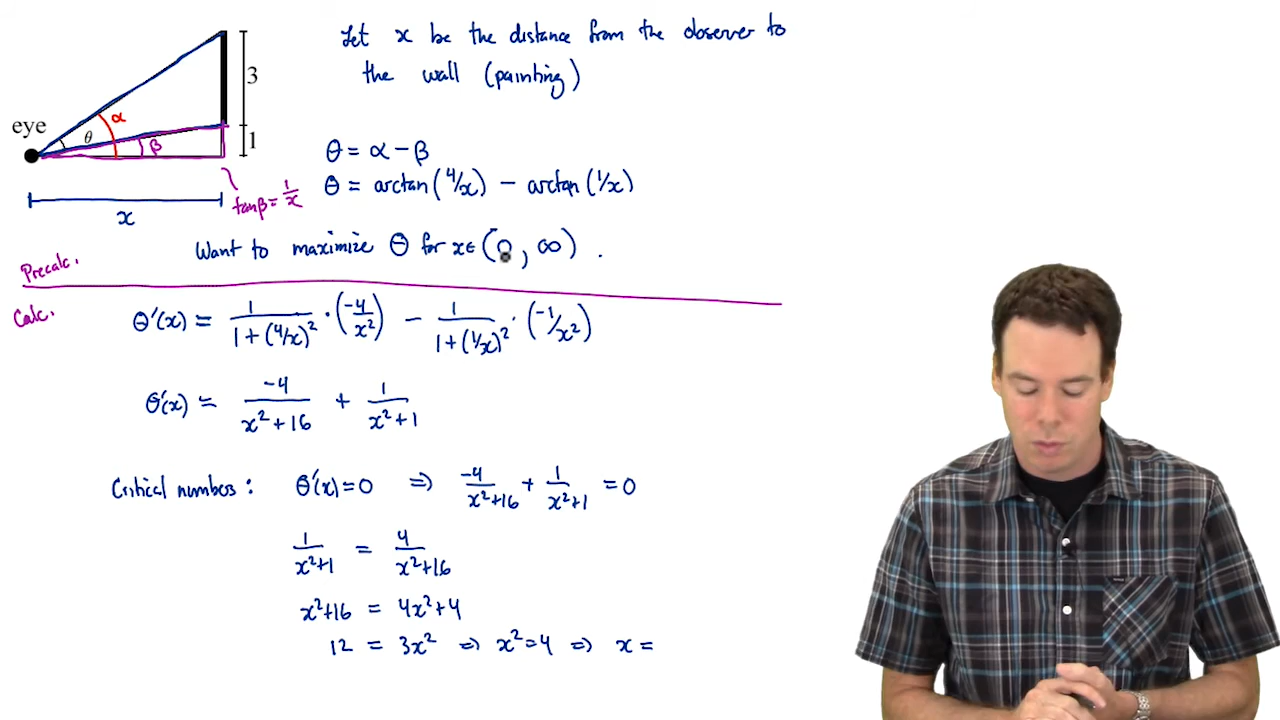 Let x be the distance from the observer to
the wall (painting)
3
α
eye
θ
β
1
θ = α − β
θ = arctan(4/x) − arctan(1/x)
tanβ = 1/x
x
Want to maximize θ for x∈(0, ∞).
Precalc.
Calc.
θ'(x) = 1/(1+(4/x)²) · (-4/x²) − 1/(1+(1/x)²) · (-1/x²)
θ'(x) = -4/(x²+16) + 1/(x²+1)
Critical numbers: θ'(x)=0 ⇒ -4/(x²+16) + 1/(x²+1) = 0
1/(x²+1) = 4/(x²+16)
x²+16 = 4x²+4
12 = 3x² ⇒ x²=4 ⇒ x =